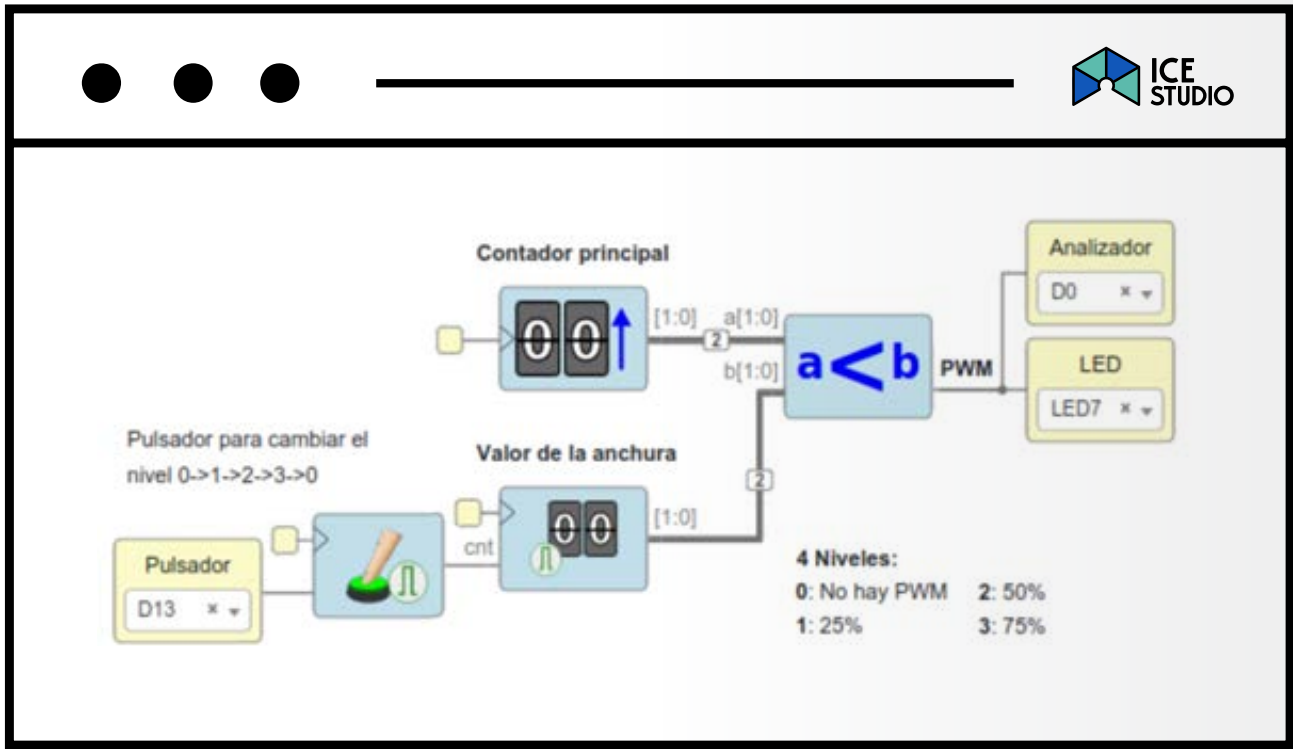 ICE
STUDIO
Contador principal
00
[1:0]
2
a[1:0]
b[1:0]
a<b
PWM
Analizador
D0
LED
LED7
Pulsador para cambiar el
nivel 0->1->2->3->0
Valor de la anchura
00
[1:0]
2
cnt
Pulsador
D13
4 Niveles:
0: No hay PWM 2: 50%
1: 25% 3: 75%